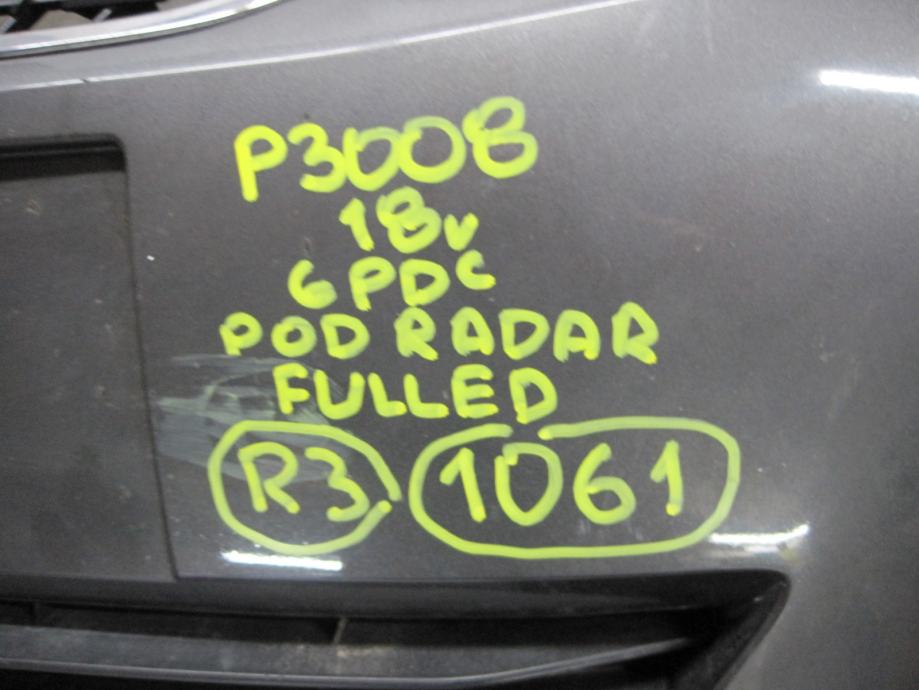 P3008
18v
6PDC
POD RADAR
FULLED
R3 1061